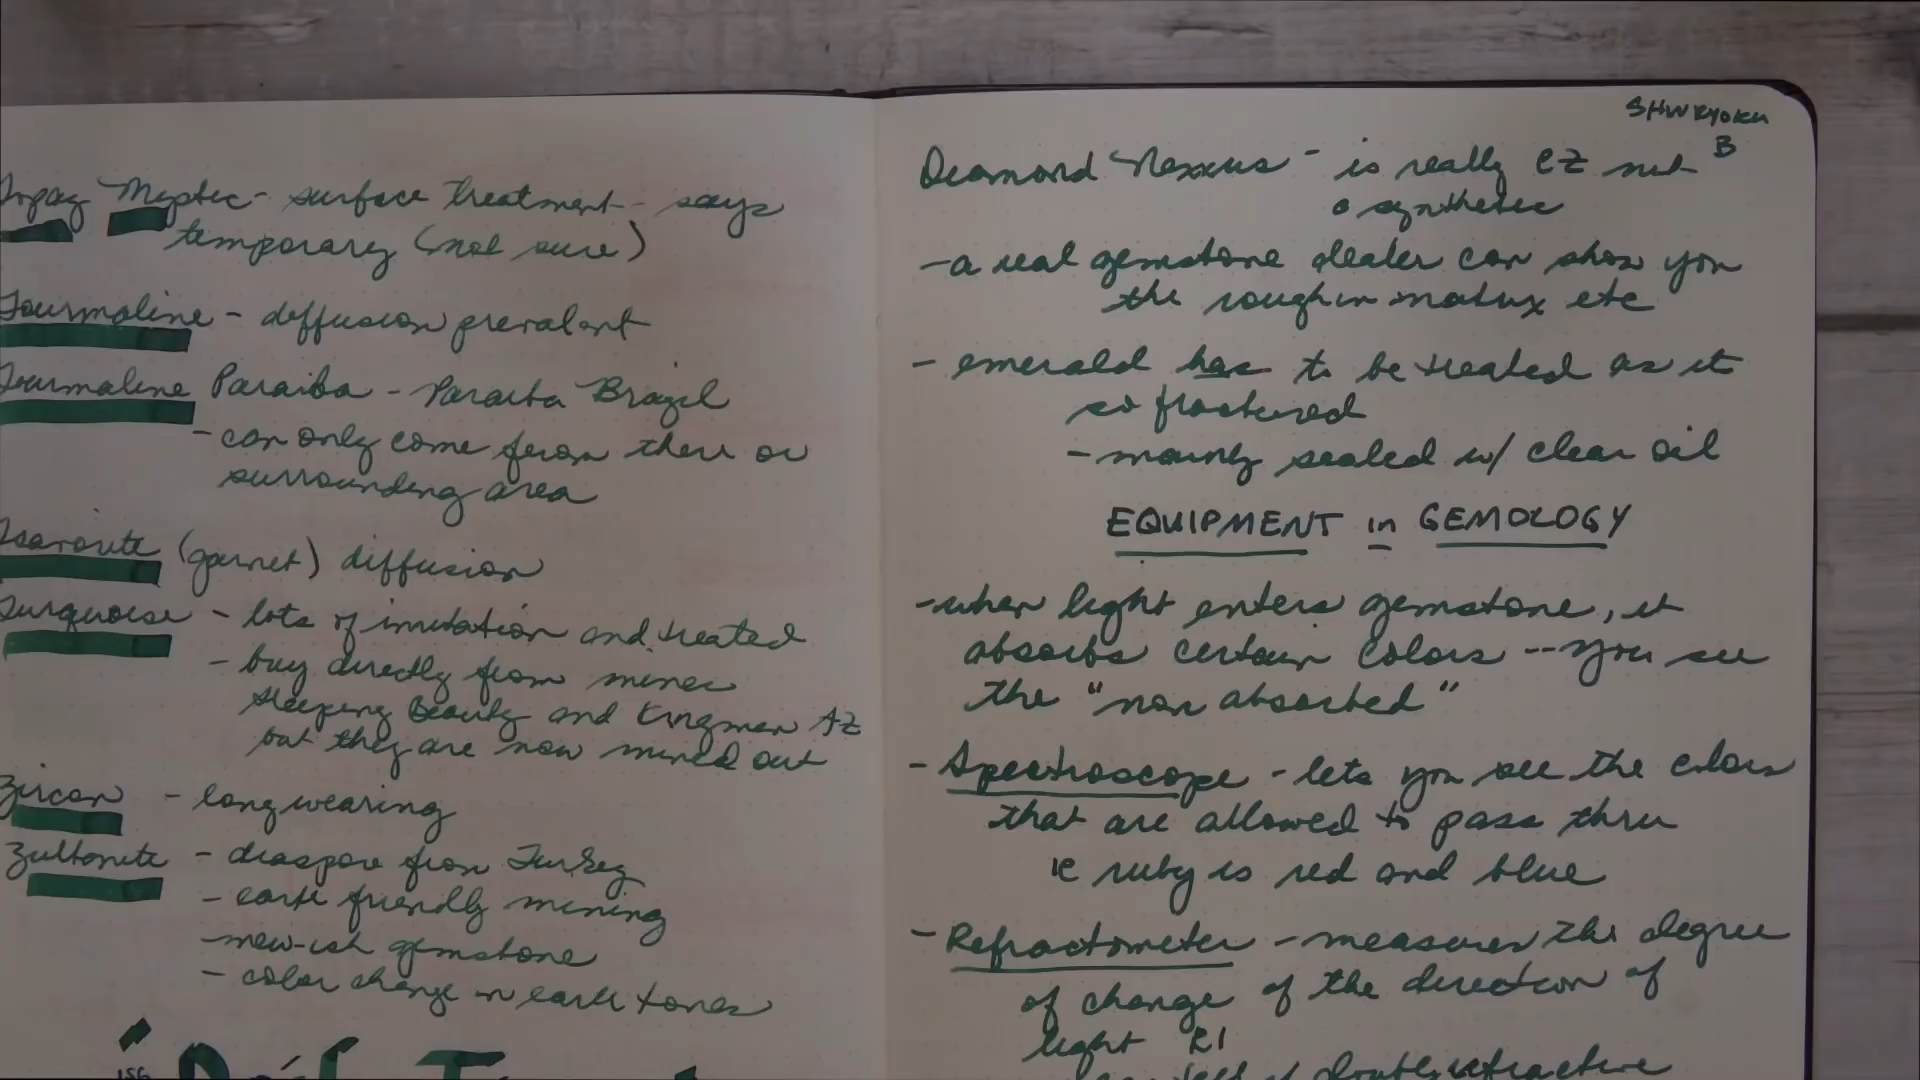 Topaz Mystic - surface treatment - says
temporary (not sure)
Tourmaline - diffusion prevalent
Tourmaline Paraiba - Paraiba Brazil
- can only come from there or
surrounding area
Tsavorite (garnet) diffusion
Turquoise - lots of imitation and treated
- buy directly from mines
Sleeping Beauty and Kingman AZ
but they are now mined out
Zircon - long wearing
Zultanite - diaspore from Turkey
- earth friendly mining
- new-ish gemstone
- color change in earth tones
SHWRYOKU
B
Diamond Nexxus - is really CZ not
a synthetic
- a real gemstone dealer can show you
the rough in matrix etc
- emerald has to be treated as it
so fractured
- mainly sealed w/ clear oil
EQUIPMENT in GEMOLOGY
- when light enters gemstone, it
absorbs certain colors -- you see
the "non absorbed"
- Spectroscope - lets you see the colors
that are allowed to pass thru
ie ruby is red and blue
- Refractometer - measures the degree
of change of the direction of
light RI
doubly refractive